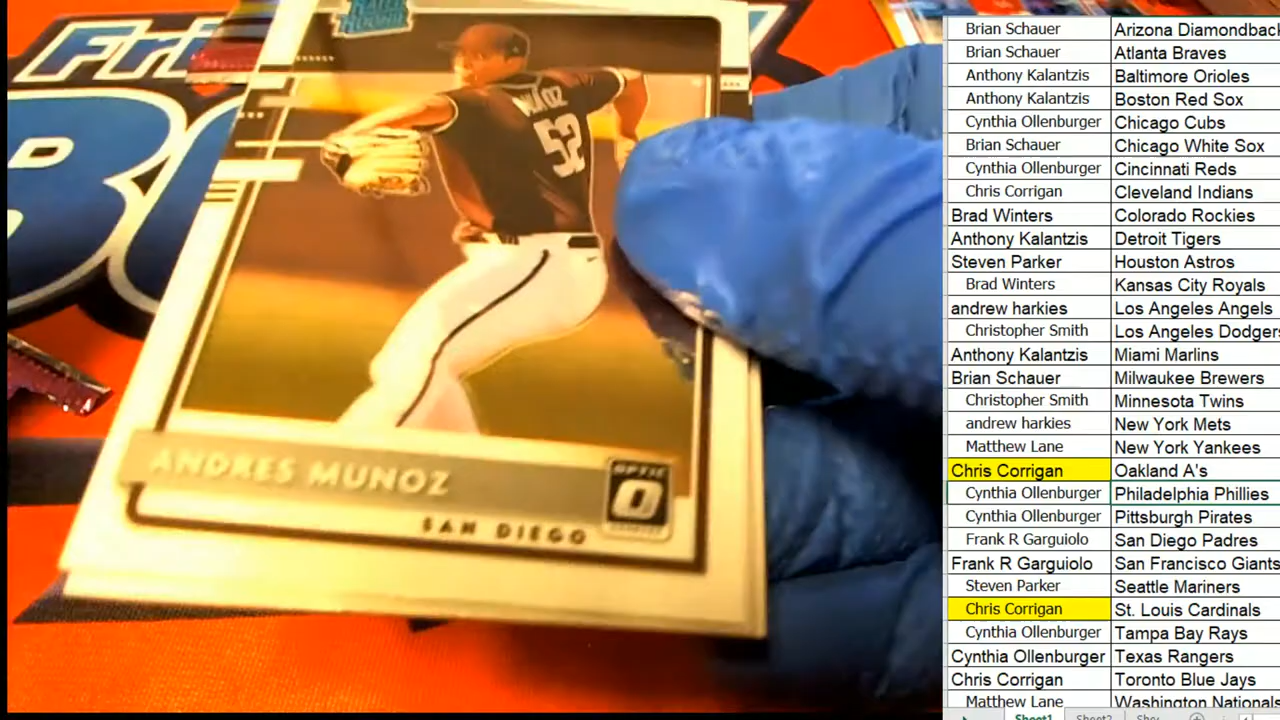 Fri
RATED ROOKIE
MUÑOZ
52
ANDRES MUNOZ
OPTIC
SAN DIEGO
Brian Schauer Arizona Diamondback
Brian Schauer Atlanta Braves
Anthony Kalantzis Baltimore Orioles
Anthony Kalantzis Boston Red Sox
Cynthia Ollenburger Chicago Cubs
Brian Schauer Chicago White Sox
Cynthia Ollenburger Cincinnati Reds
Chris Corrigan Cleveland Indians
Brad Winters Colorado Rockies
Anthony Kalantzis Detroit Tigers
Steven Parker Houston Astros
Brad Winters Kansas City Royals
andrew harkies Los Angeles Angels
Christopher Smith Los Angeles Dodgers
Anthony Kalantzis Miami Marlins
Brian Schauer Milwaukee Brewers
Christopher Smith Minnesota Twins
andrew harkies New York Mets
Matthew Lane New York Yankees
Chris Corrigan Oakland A's
Cynthia Ollenburger Philadelphia Phillies
Cynthia Ollenburger Pittsburgh Pirates
Frank R Garguiolo San Diego Padres
Frank R Garguiolo San Francisco Giants
Steven Parker Seattle Mariners
Chris Corrigan St. Louis Cardinals
Cynthia Ollenburger Tampa Bay Rays
Cynthia Ollenburger Texas Rangers
Chris Corrigan Toronto Blue Jays
Matthew Lane Washington Nationals
Sheet1 Sheet2 She